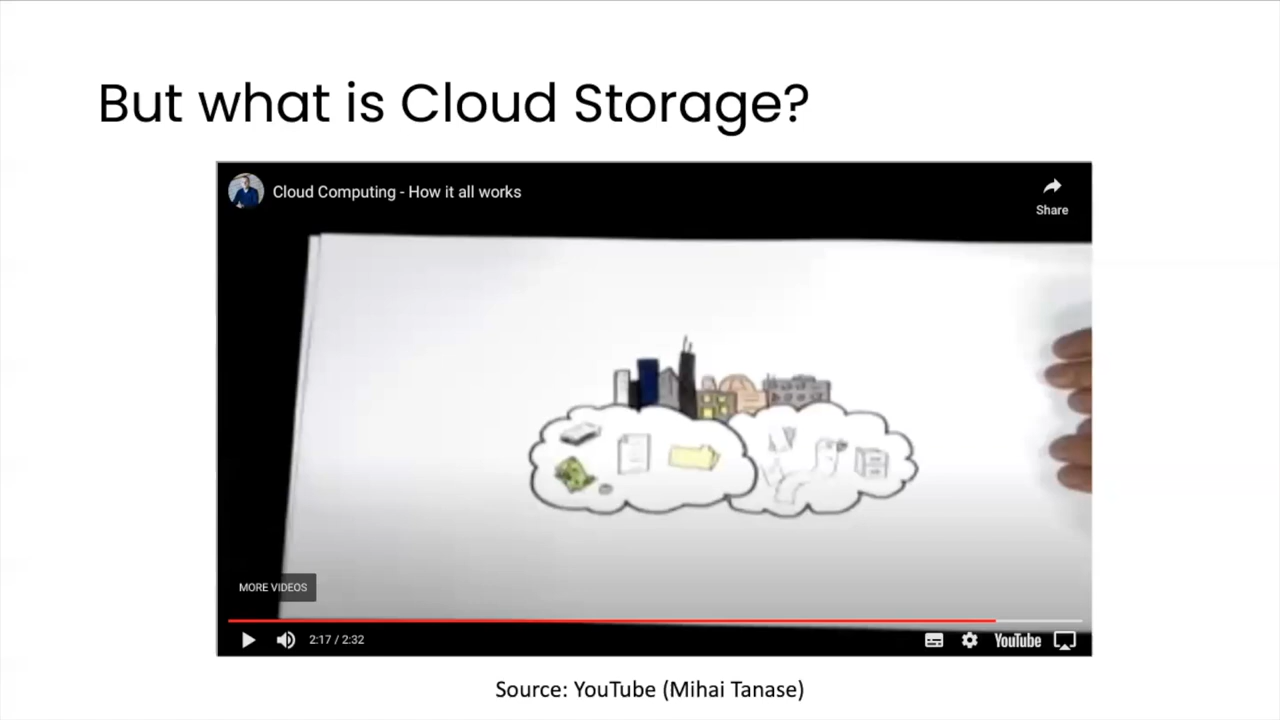 But what is Cloud Storage?
Cloud Computing - How it all works
Share
MORE VIDEOS
2:17 / 2:32
YouTube
Source: YouTube (Mihai Tanase)